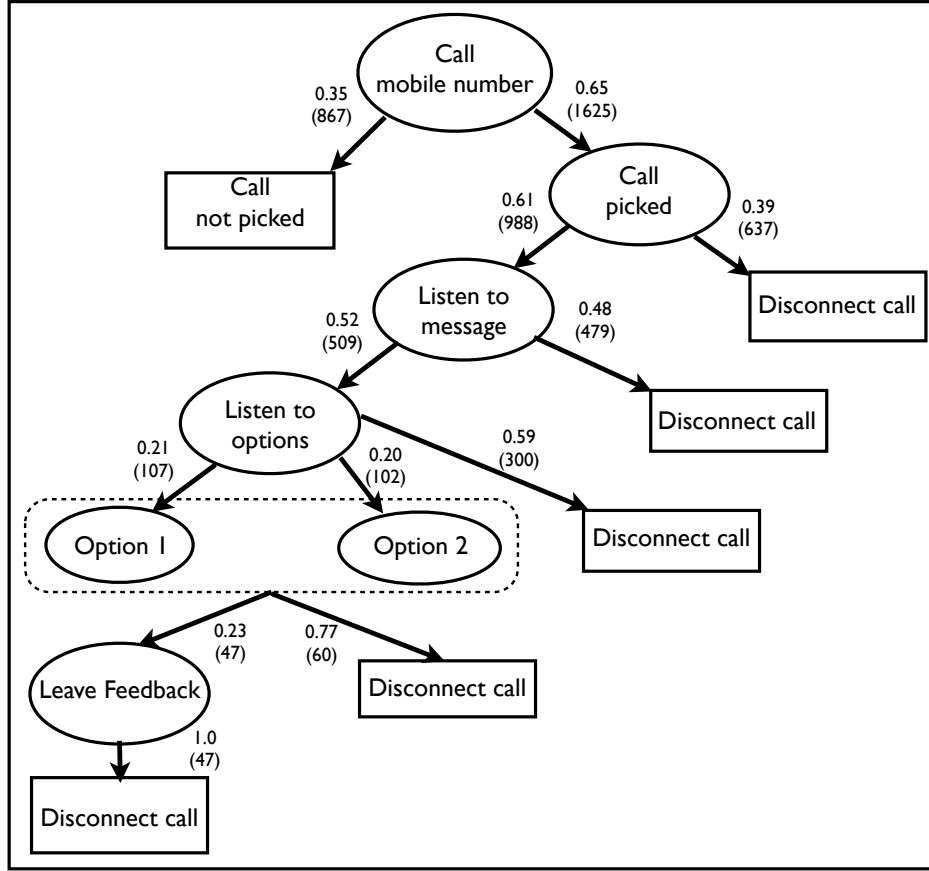 Call
mobile number
0.35
(867)
0.65
(1625)
Call
not picked
Call
picked
0.61
(988)
0.39
(637)
Listen to
message
Disconnect call
0.52
(509)
0.48
(479)
Listen to
options
Disconnect call
0.21
(107)
0.20
(102)
0.59
(300)
Option 1
Option 2
Disconnect call
0.23
(47)
0.77
(60)
Leave Feedback
Disconnect call
1.0
(47)
Disconnect call